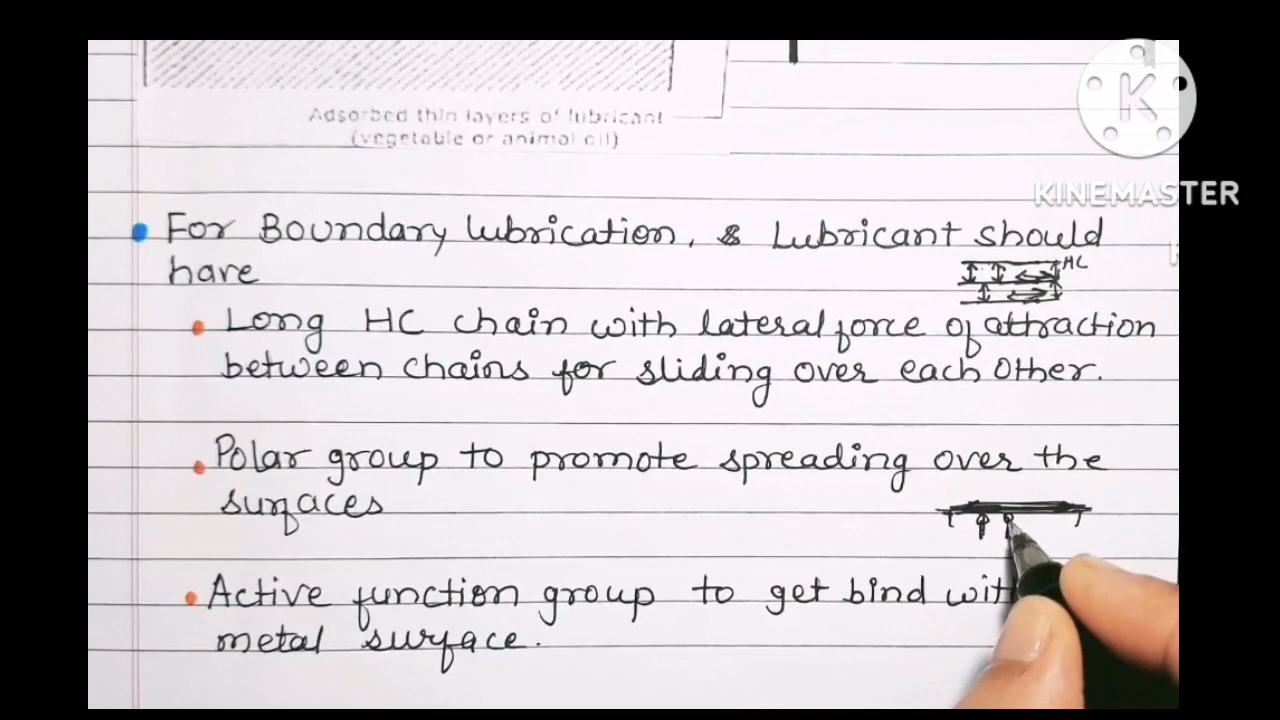 Adsorbed thin layers of lubricant
(vegetable or animal oil)
K
KINEMASTER
For Boundary lubrication, & Lubricant should
have
HC
Long HC chain with lateral force of attraction
between chains for sliding over each other.
Polar group to promote spreading over the
surfaces
Active function group to get bind wit
metal surface.